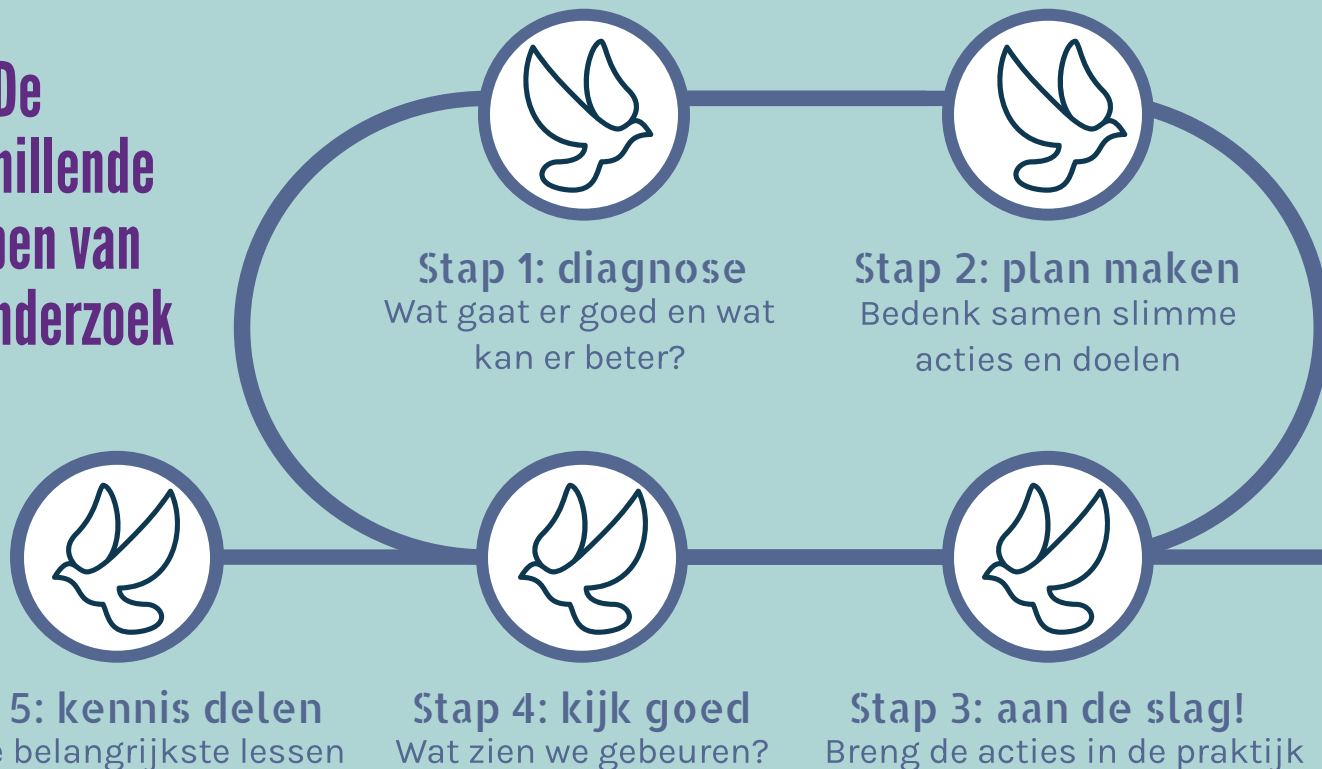 De
hillende
pen van
nderzoek
Stap 1: diagnose
Wat gaat er goed en wat
kan er beter?
Stap 2: plan maken
Bedenk samen slimme
acties en doelen
5: kennis delen
e belangrijkste lessen
Stap 4: kijk goed
Wat zien we gebeuren?
Stap 3: aan de slag!
Breng de acties in de praktijk